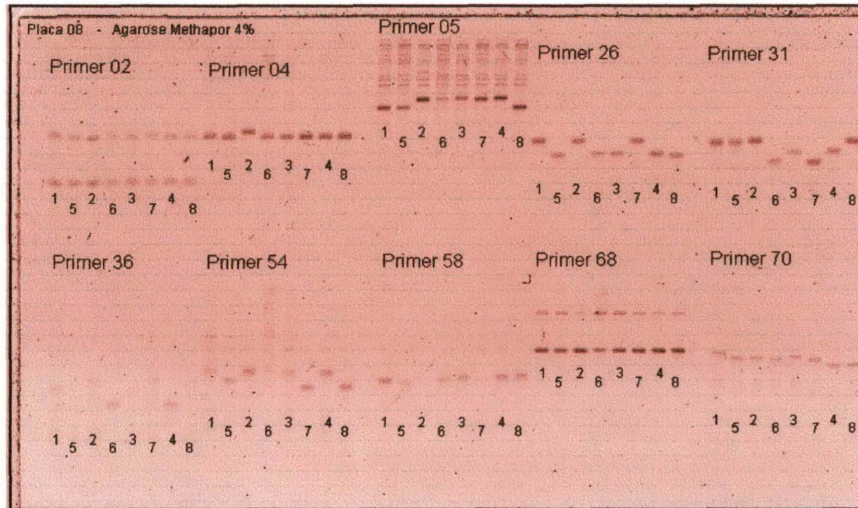 Placa 08 - Agarose Methapor 4%
Primer 02
Primer 04
Primer 05
Primer 26
Primer 31
1 5 2 6 3 7 4 8
1 5 2 6 3 7 4 8
1 5 2 6 3 7 4 8
1 5 2 6 3 7 4 8
1 5 2 6 3 7 4 8
Primer 36
Primer 54
Primer 58
Primer 68
Primer 70
1 5 2 6 3 7 4 8
1 5 2 6 3 7 4 8
1 5 2 6 3 7 4 8
1 5 2 6 3 7 4 8
1 5 2 6 3 7 4 8